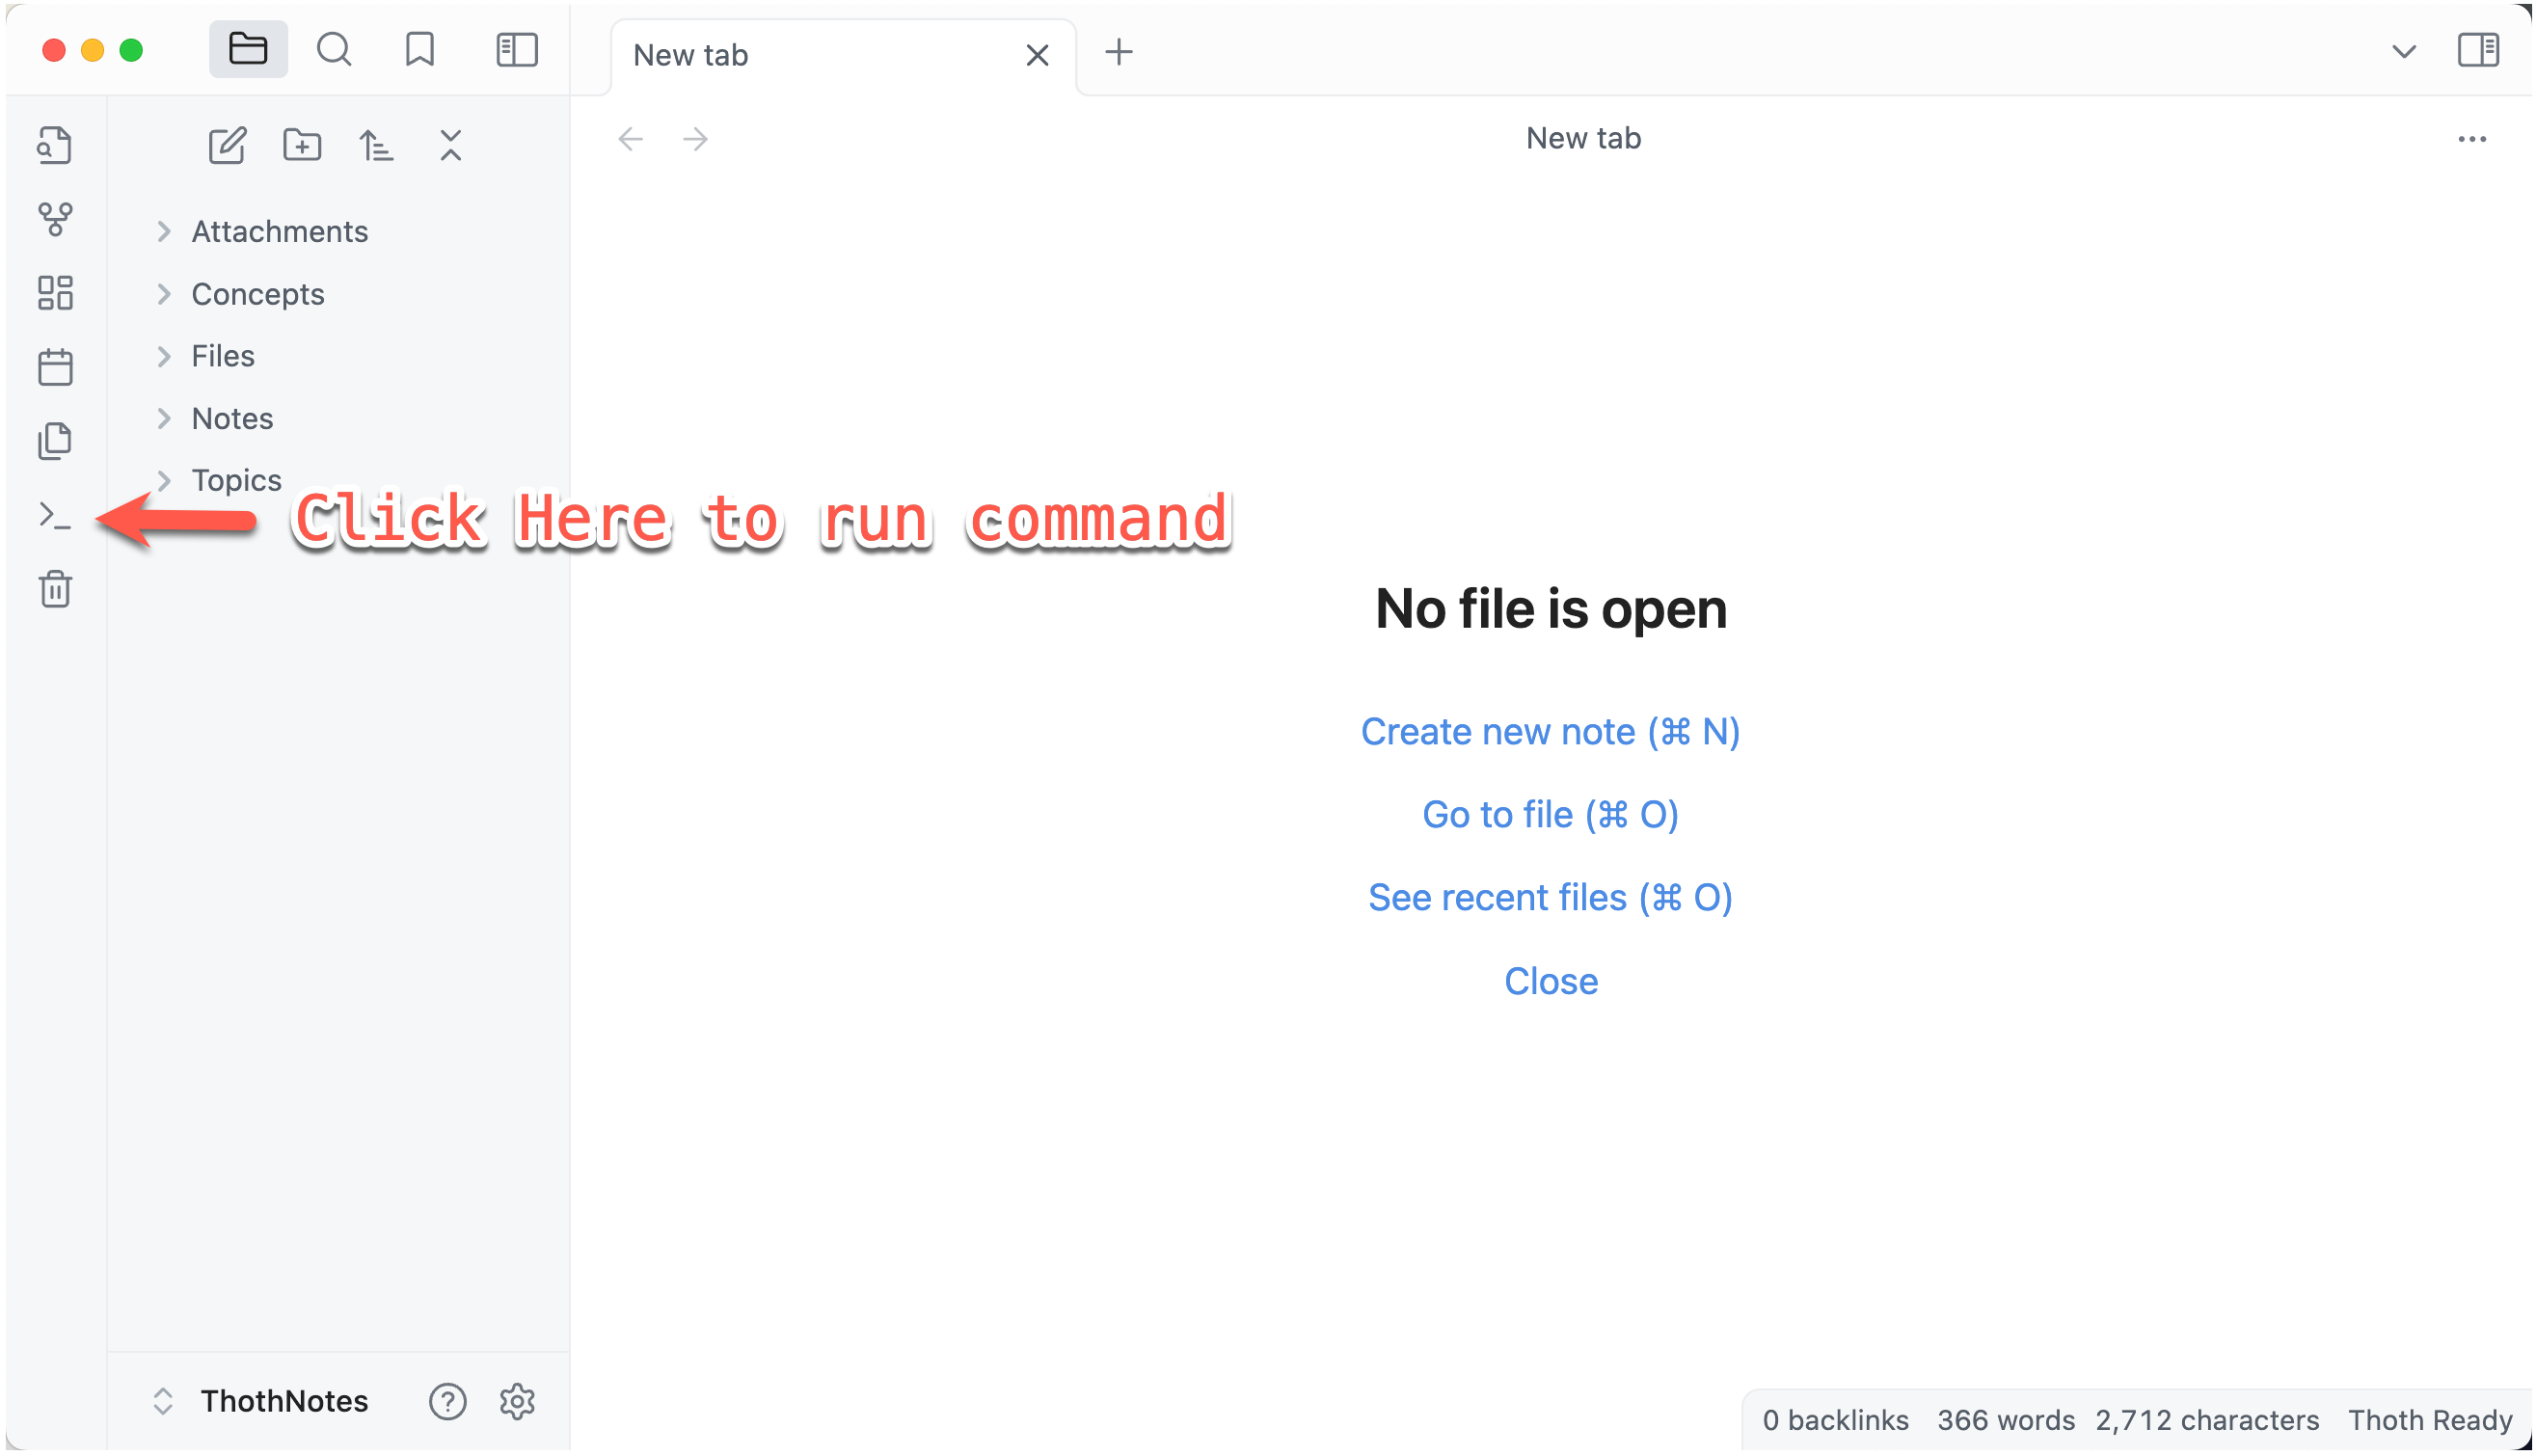 New tab
New tab
Attachments
Concepts
Files
Notes
Topics
Click Here to run command
No file is open
Create new note (⌘ N)
Go to file (⌘ O)
See recent files (⌘ O)
Close
ThothNotes
0 backlinks 366 words 2,712 characters Thoth Ready